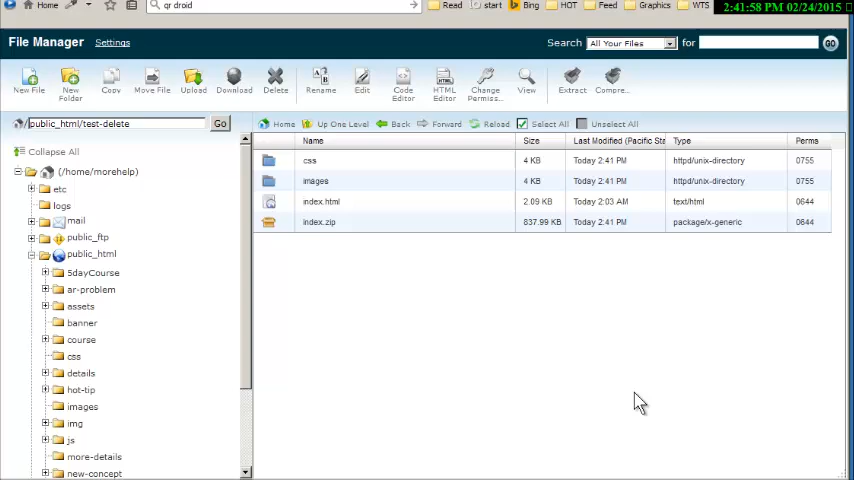 Home qr droid Read start Bing HOT Feed Graphics WTS 2:41:58 PM 02/24/2015
File Manager Settings Search All Your Files for GO
New File New Folder Copy Move File Upload Download Delete Rename Edit Code Editor HTML Editor Change Permiss... View Extract Compre...
/public_html/test-delete Go Home Up One Level Back Forward Reload Select All Unselect All
Collapse All Name Size Last Modified (Pacific Sta Type Perms
(/home/morehelp) css 4 KB Today 2:41 PM httpd/unix-directory 0755
etc images 4 KB Today 2:41 PM httpd/unix-directory 0755
logs index.html 2.09 KB Today 2:03 AM text/html 0644
mail index.zip 837.99 KB Today 2:41 PM package/x-generic 0644
public_ftp
public_html
5dayCourse
ar-problem
assets
banner
course
css
details
hot-tip
images
img
js
more-details
new-concept